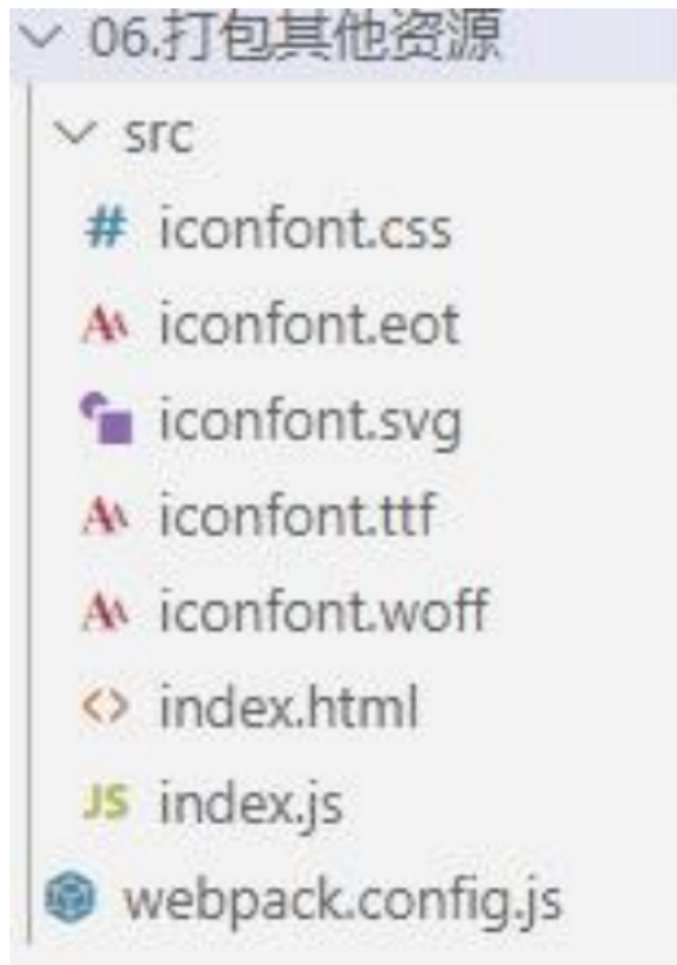 06.打包其他资源
src
# iconfont.css
iconfont.eot
iconfont.svg
iconfont.ttf
iconfont.woff
<> index.html
JS index.js
webpack.config.js